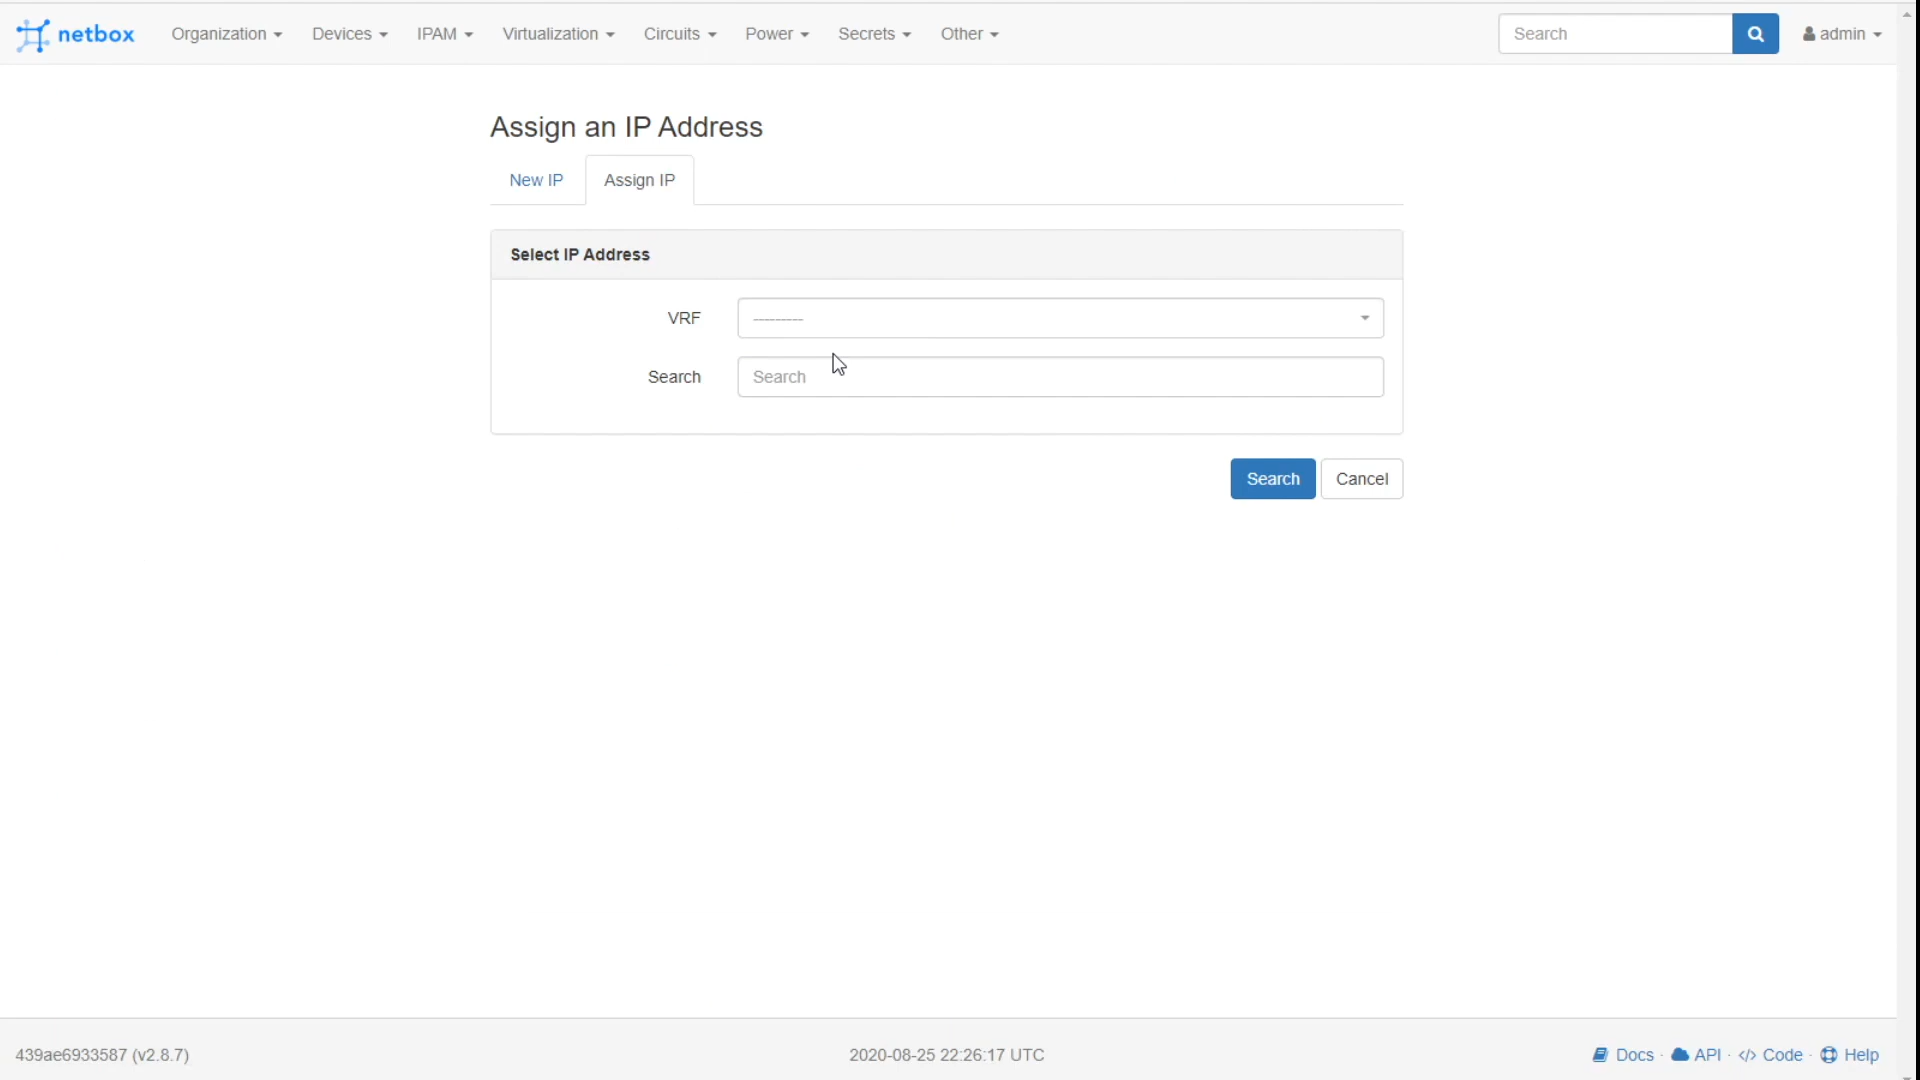 netbox Organization Devices IPAM Virtualization Circuits Power Secrets Other Search admin
Assign an IP Address
New IP Assign IP
Select IP Address
VRF ---------
Search Search
Search Cancel
439ae6933587 (v2.8.7) 2020-08-25 22:26:17 UTC Docs · API · </> Code · Help